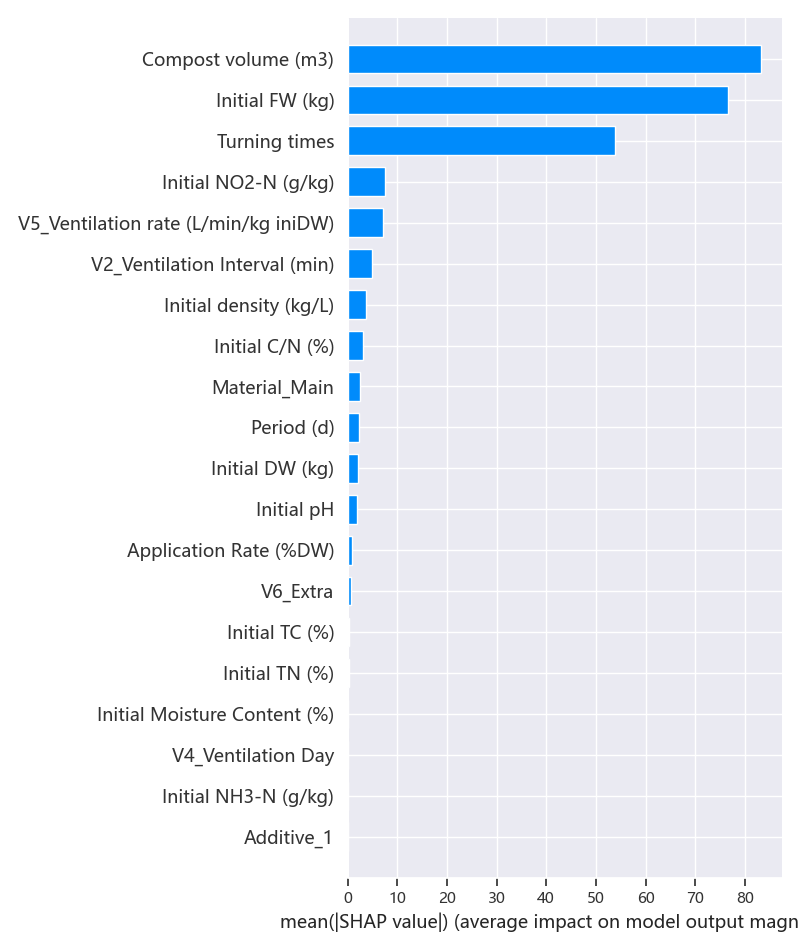 Compost volume (m3)
Initial FW (kg)
Turning times
Initial NO2-N (g/kg)
V5_Ventilation rate (L/min/kg iniDW)
V2_Ventilation Interval (min)
Initial density (kg/L)
Initial C/N (%)
Material_Main
Period (d)
Initial DW (kg)
Initial pH
Application Rate (%DW)
V6_Extra
Initial TC (%)
Initial TN (%)
Initial Moisture Content (%)
V4_Ventilation Day
Initial NH3-N (g/kg)
Additive_1
0 10 20 30 40 50 60 70 80
mean(|SHAP value|) (average impact on model output magn